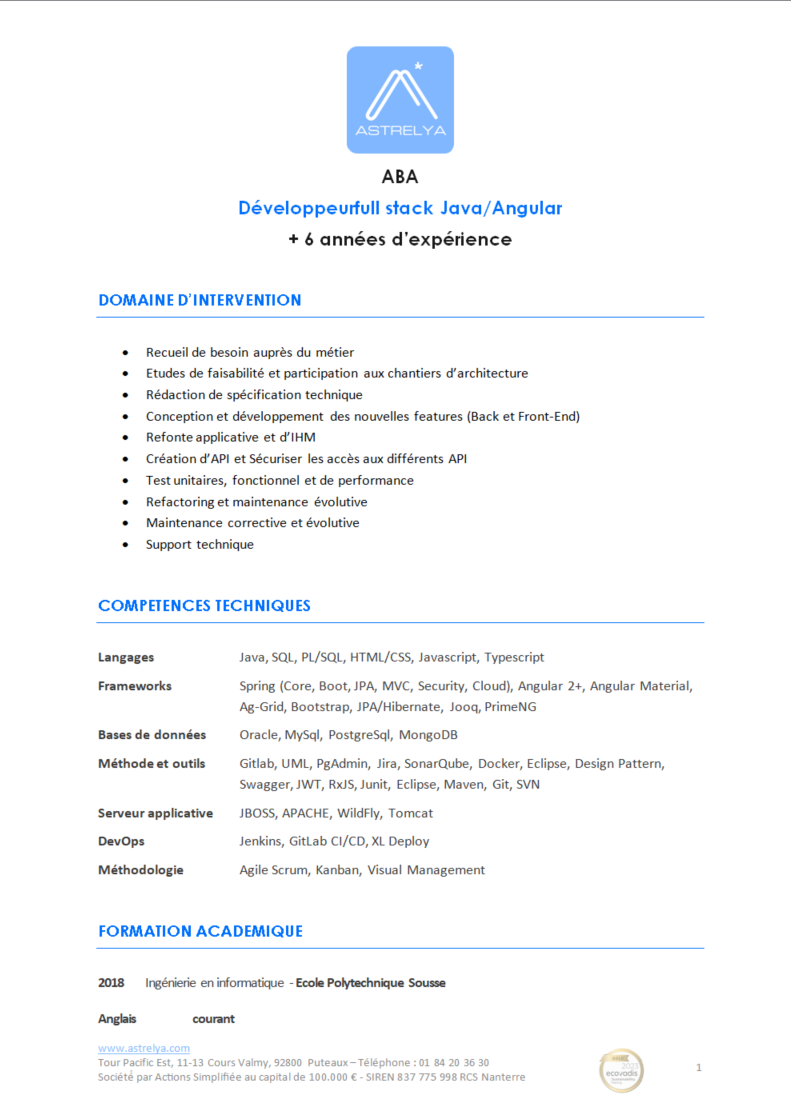 ASTRELYA
ABA
Développeurfull stack Java/Angular
+ 6 années d'expérience
DOMAINE D'INTERVENTION
• Recueil de besoin auprès du métier
• Etudes de faisabilité et participation aux chantiers d'architecture
• Rédaction de spécification technique
• Conception et développement des nouvelles features (Back et Front-End)
• Refonte applicative et d'IHM
• Création d'API et Sécuriser les accès aux différents API
• Test unitaires, fonctionnel et de performance
• Refactoring et maintenance évolutive
• Maintenance corrective et évolutive
• Support technique
COMPETENCES TECHNIQUES
Langages Java, SQL, PL/SQL, HTML/CSS, Javascript, Typescript
Frameworks Spring (Core, Boot, JPA, MVC, Security, Cloud), Angular 2+, Angular Material,
Ag-Grid, Bootstrap, JPA/Hibernate, Jooq, PrimeNG
Bases de données Oracle, MySql, PostgreSql, MongoDB
Méthode et outils Gitlab, UML, PgAdmin, Jira, SonarQube, Docker, Eclipse, Design Pattern,
Swagger, JWT, RxJS, Junit, Eclipse, Maven, Git, SVN
Serveur applicative JBOSS, APACHE, WildFly, Tomcat
DevOps Jenkins, GitLab CI/CD, XL Deploy
Méthodologie Agile Scrum, Kanban, Visual Management
FORMATION ACADEMIQUE
2018 Ingénierie en informatique - Ecole Polytechnique Sousse
Anglais courant
www.astrelya.com
Tour Pacific Est, 11-13 Cours Valmy, 92800 Puteaux – Téléphone : 01 84 20 36 30
Société par Actions Simplifiée au capital de 100.000 € - SIREN 837 775 998 RCS Nanterre
2023
ecovadis
1